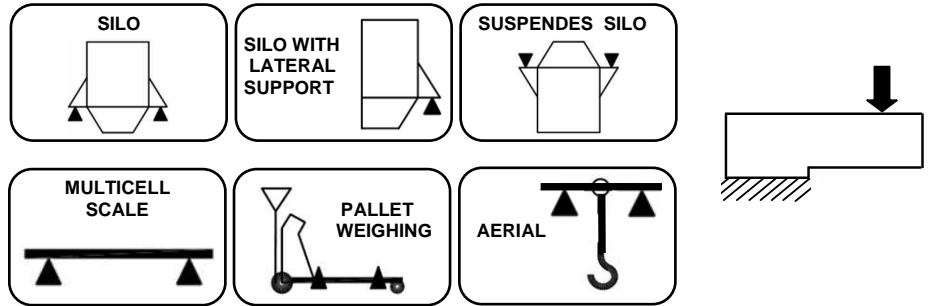 SILO
SILO WITH
LATERAL
SUPPORT
SUSPENDES SILO
MULTICELL
SCALE
PALLET
WEIGHING
AERIAL